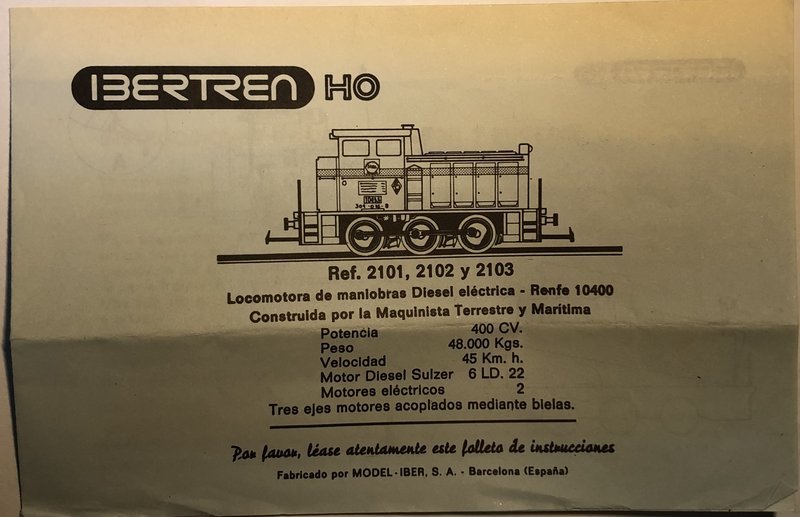 IBERTREN HO
Ref. 2101, 2102 y 2103
Locomotora de maniobras Diesel eléctrica - Renfe 10400
Construida por la Maquinista Terrestre y Marítima
Potencia 400 CV.
Peso 48.000 Kgs.
Velocidad 45 Km. h.
Motor Diesel Sulzer 6 LD. 22
Motores eléctricos 2
Tres ejes motores acoplados mediante bielas.
Por favor, léase atentamente este folleto de instrucciones
Fabricado por MODEL-IBER, S. A. - Barcelona (España)